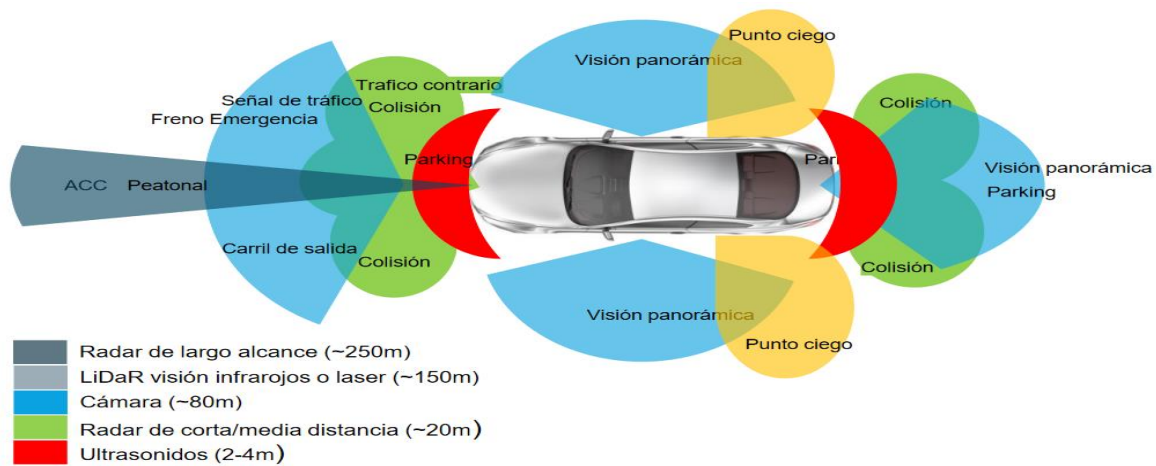 Punto ciego
Visión panorámica
Trafico contrario
Colisión
Señal de tráfico
Freno Emergencia
Colisión
Parking
Par
ACC Peatonal
Visión panorámica
Parking
Carril de salida
Colisión
Colisión
Visión panorámica
Punto ciego
Radar de largo alcance (~250m)
LiDaR visión infrarojos o laser (~150m)
Cámara (~80m)
Radar de corta/media distancia (~20m)
Ultrasonidos (2-4m)